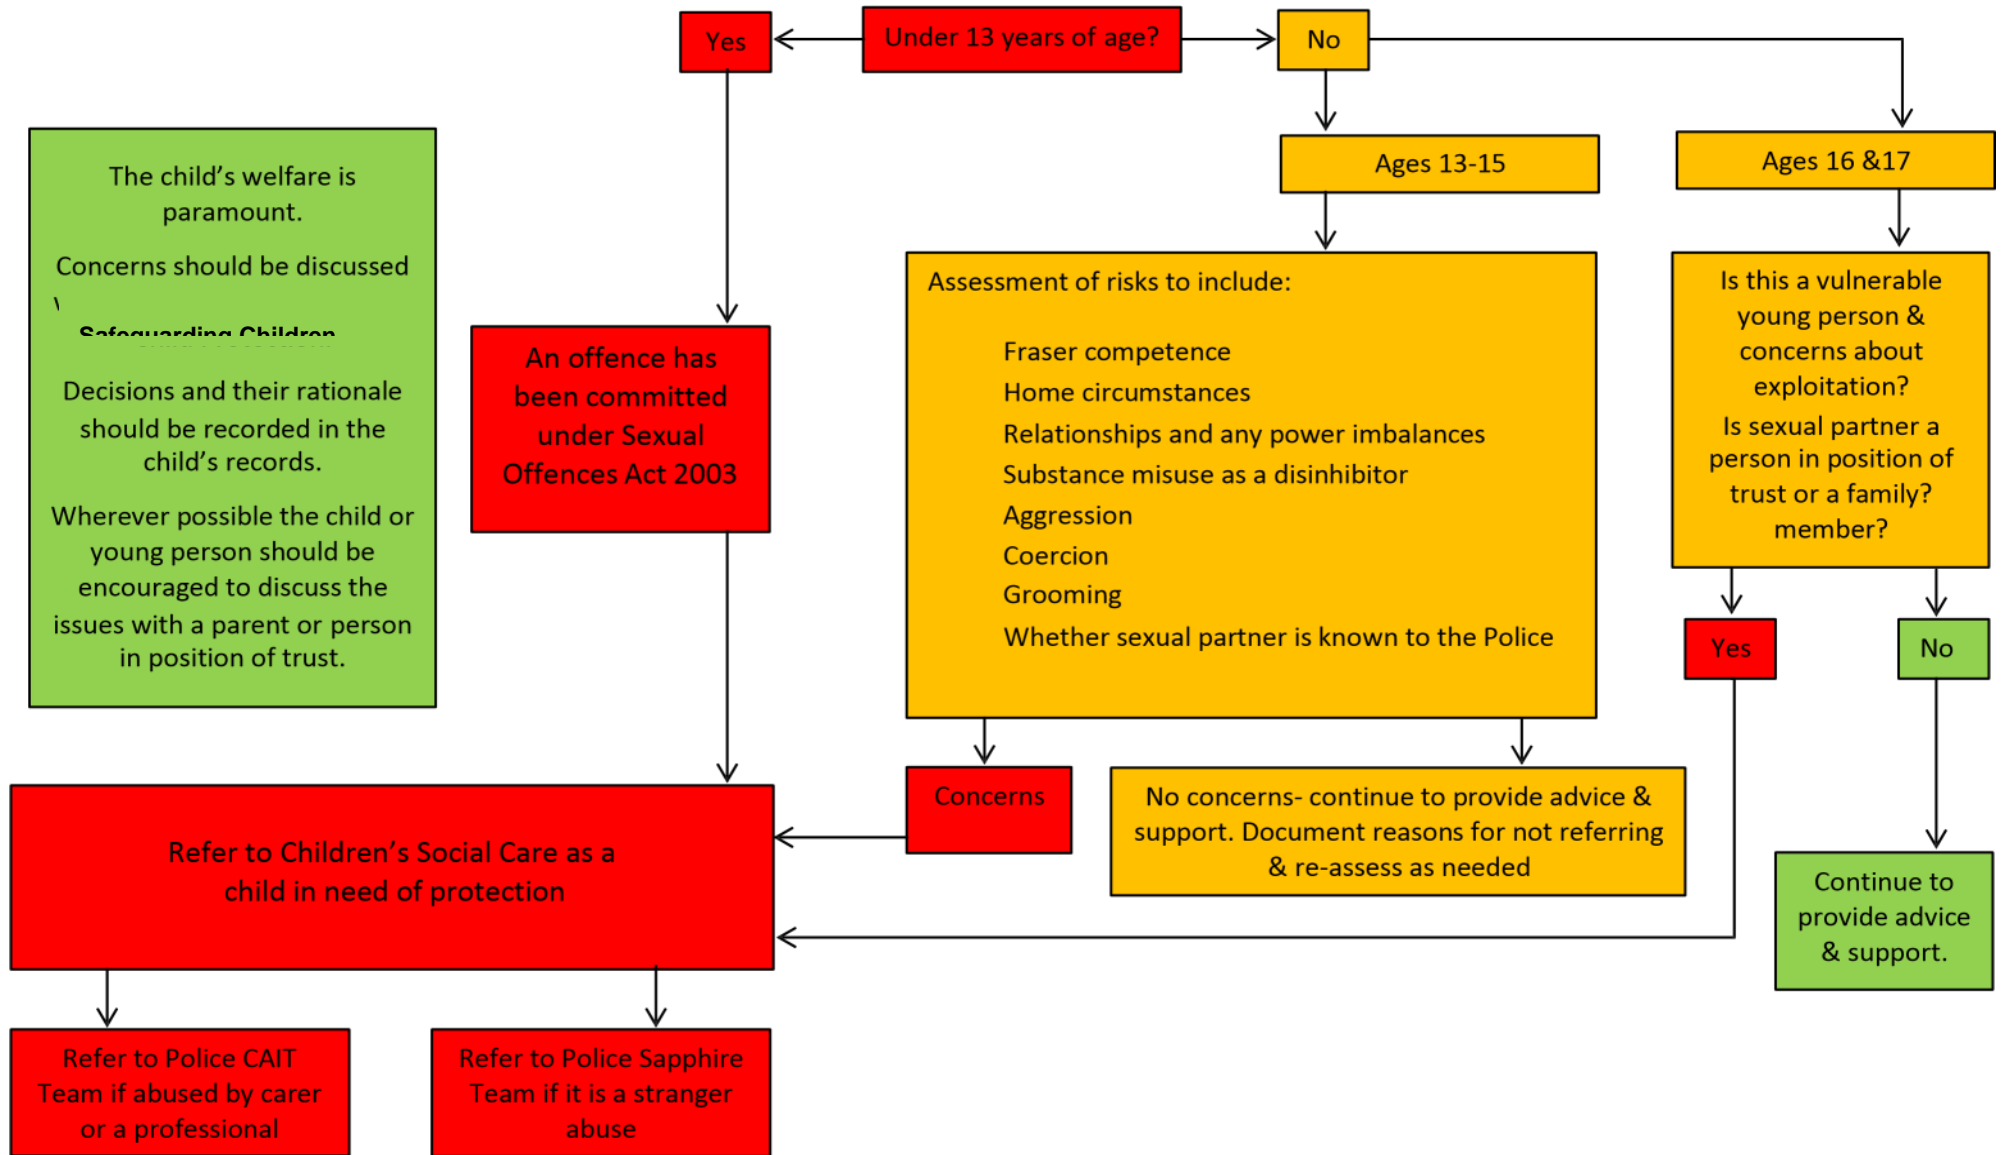 Yes
Under 13 years of age?
No
Ages 13-15
Ages 16 &17
The child's welfare is
paramount.
Concerns should be discussed
Safeguarding Children
Decisions and their rationale
should be recorded in the
child's records.
Wherever possible the child or
young person should be
encouraged to discuss the
issues with a parent or person
in position of trust.
An offence has
been committed
under Sexual
Offences Act 2003
Assessment of risks to include:
Fraser competence
Home circumstances
Relationships and any power imbalances
Substance misuse as a disinhibitor
Aggression
Coercion
Grooming
Whether sexual partner is known to the Police
Is this a vulnerable
young person &
concerns about
exploitation?
Is sexual partner a
person in position of
trust or a family?
member?
Yes
No
Concerns
No concerns- continue to provide advice &
support. Document reasons for not referring
& re-assess as needed
Continue to
provide advice
& support.
Refer to Children's Social Care as a
child in need of protection
Refer to Police CAIT
Team if abused by carer
or a professional
Refer to Police Sapphire
Team if it is a stranger
abuse